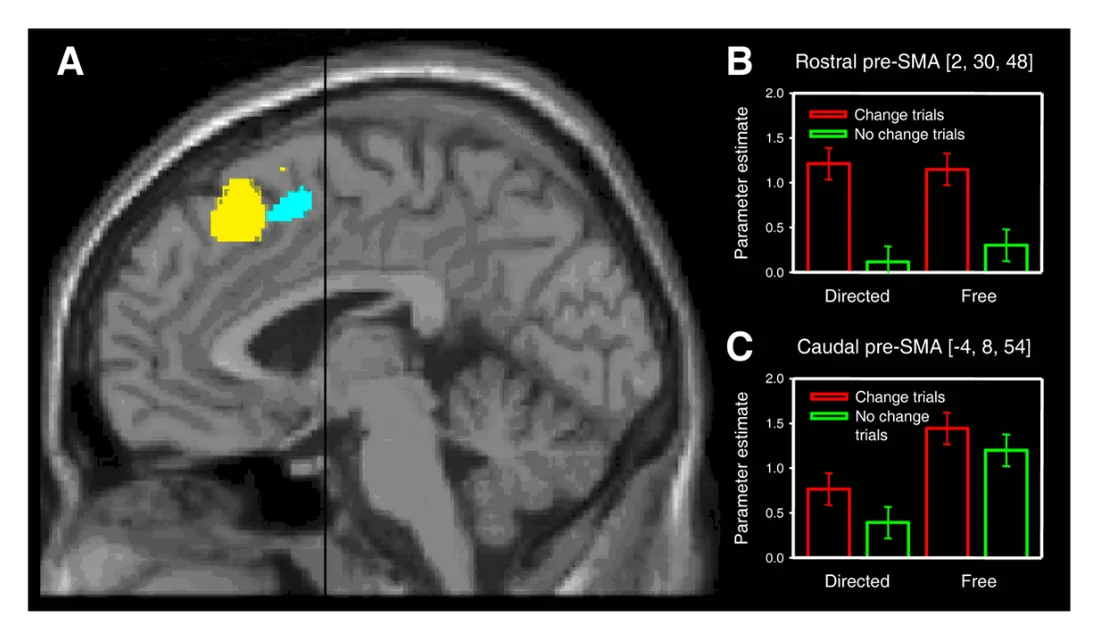 A
B
Rostral pre-SMA [2, 30, 48]
Parameter estimate
2.0
1.5
1.0
0.5
0.0
Change trials
No change trials
Directed
Free
C
Caudal pre-SMA [-4, 8, 54]
Parameter estimate
2.0
1.5
1.0
0.5
0.0
Change trials
No change
trials
Directed
Free